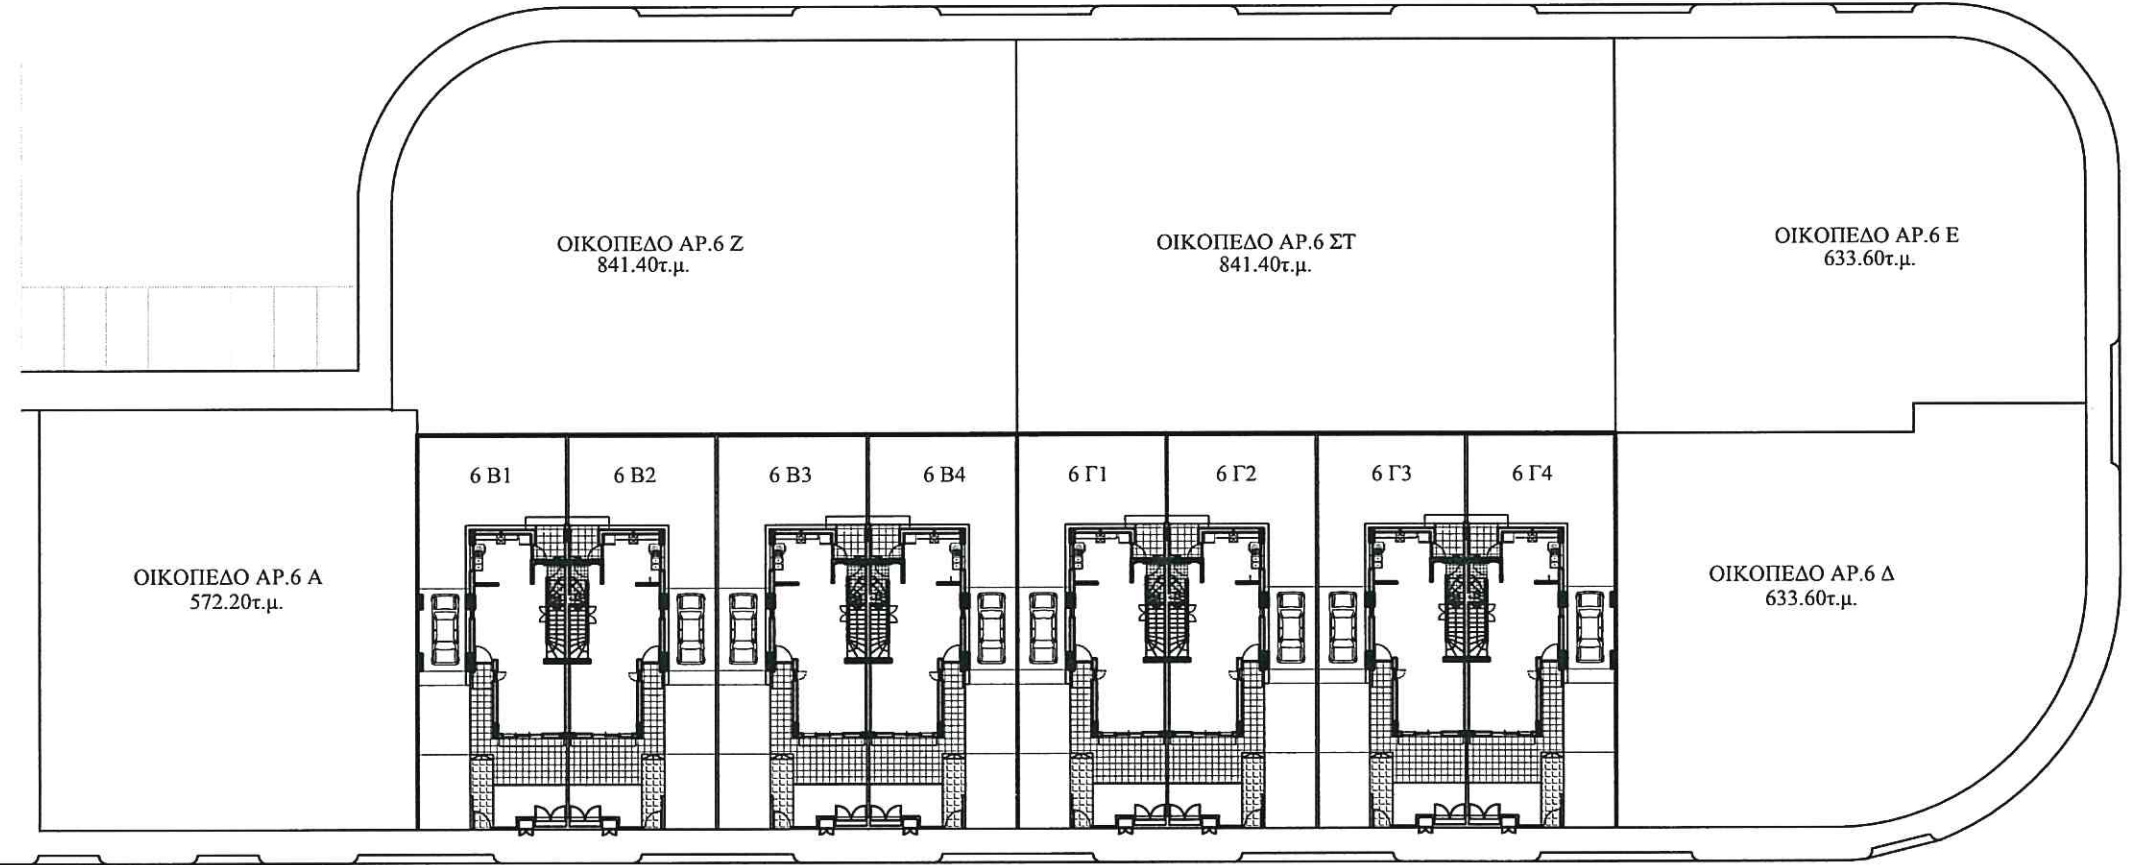 ΟΙΚΟΠΕΔΟ ΑΡ.6 Ζ
841.40τ.μ.
ΟΙΚΟΠΕΔΟ ΑΡ.6 ΣΤ
841.40τ.μ.
ΟΙΚΟΠΕΔΟ ΑΡ.6 Ε
633.60τ.μ.
6 Β1
6 Β2
6 Β3
6 Β4
6 Γ1
6 Γ2
6 Γ3
6 Γ4
ΟΙΚΟΠΕΔΟ ΑΡ.6 Α
572.20τ.μ.
ΟΙΚΟΠΕΔΟ ΑΡ.6 Δ
633.60τ.μ.